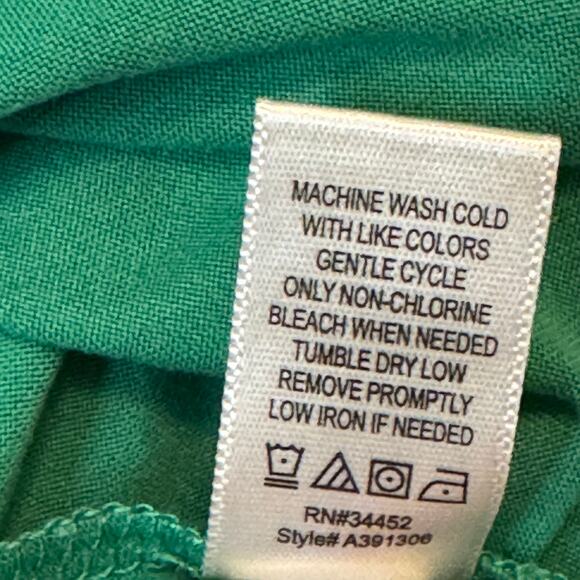 MACHINE WASH COLD
WITH LIKE COLORS
GENTLE CYCLE
ONLY NON-CHLORINE
BLEACH WHEN NEEDED
TUMBLE DRY LOW
REMOVE PROMPTLY
LOW IRON IF NEEDED
RN#34452
Style# A391306